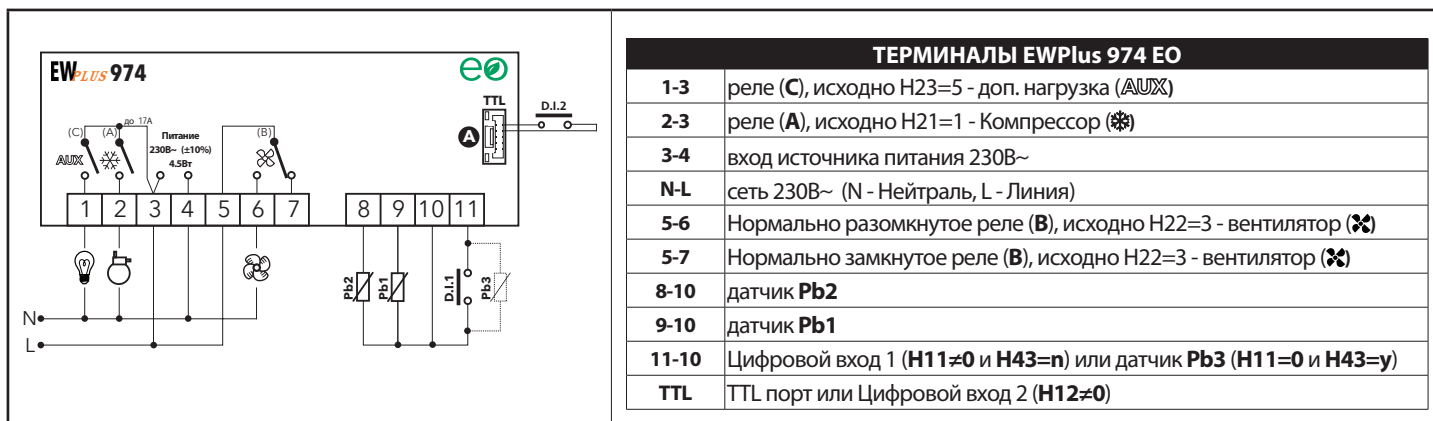 EWPLUS 974
eo
TTL
D.I.2
A
до 17A
(C)
(A)
Питание
(B)
AUX
230В~ (±10%)
4.5Вт
1 2 3 4 5 6 7
8 9 10 11
Pb2
Pb1
D.I.1
Pb3
N
L
ТЕРМИНАЛЫ EWPlus 974 EO
1-3 реле (C), исходно H23=5 - доп. нагрузка (AUX)
2-3 реле (A), исходно H21=1 - Компрессор (❄)
3-4 вход источника питания 230В~
N-L сеть 230В~ (N - Нейтраль, L - Линия)
5-6 Нормально разомкнутое реле (B), исходно H22=3 - вентилятор ()
5-7 Нормально замкнутое реле (B), исходно H22=3 - вентилятор ()
8-10 датчик Pb2
9-10 датчик Pb1
11-10 Цифровой вход 1 (H11≠0 и H43=n) или датчик Pb3 (H11=0 и H43=y)
TTL TTL порт или Цифровой вход 2 (H12≠0)